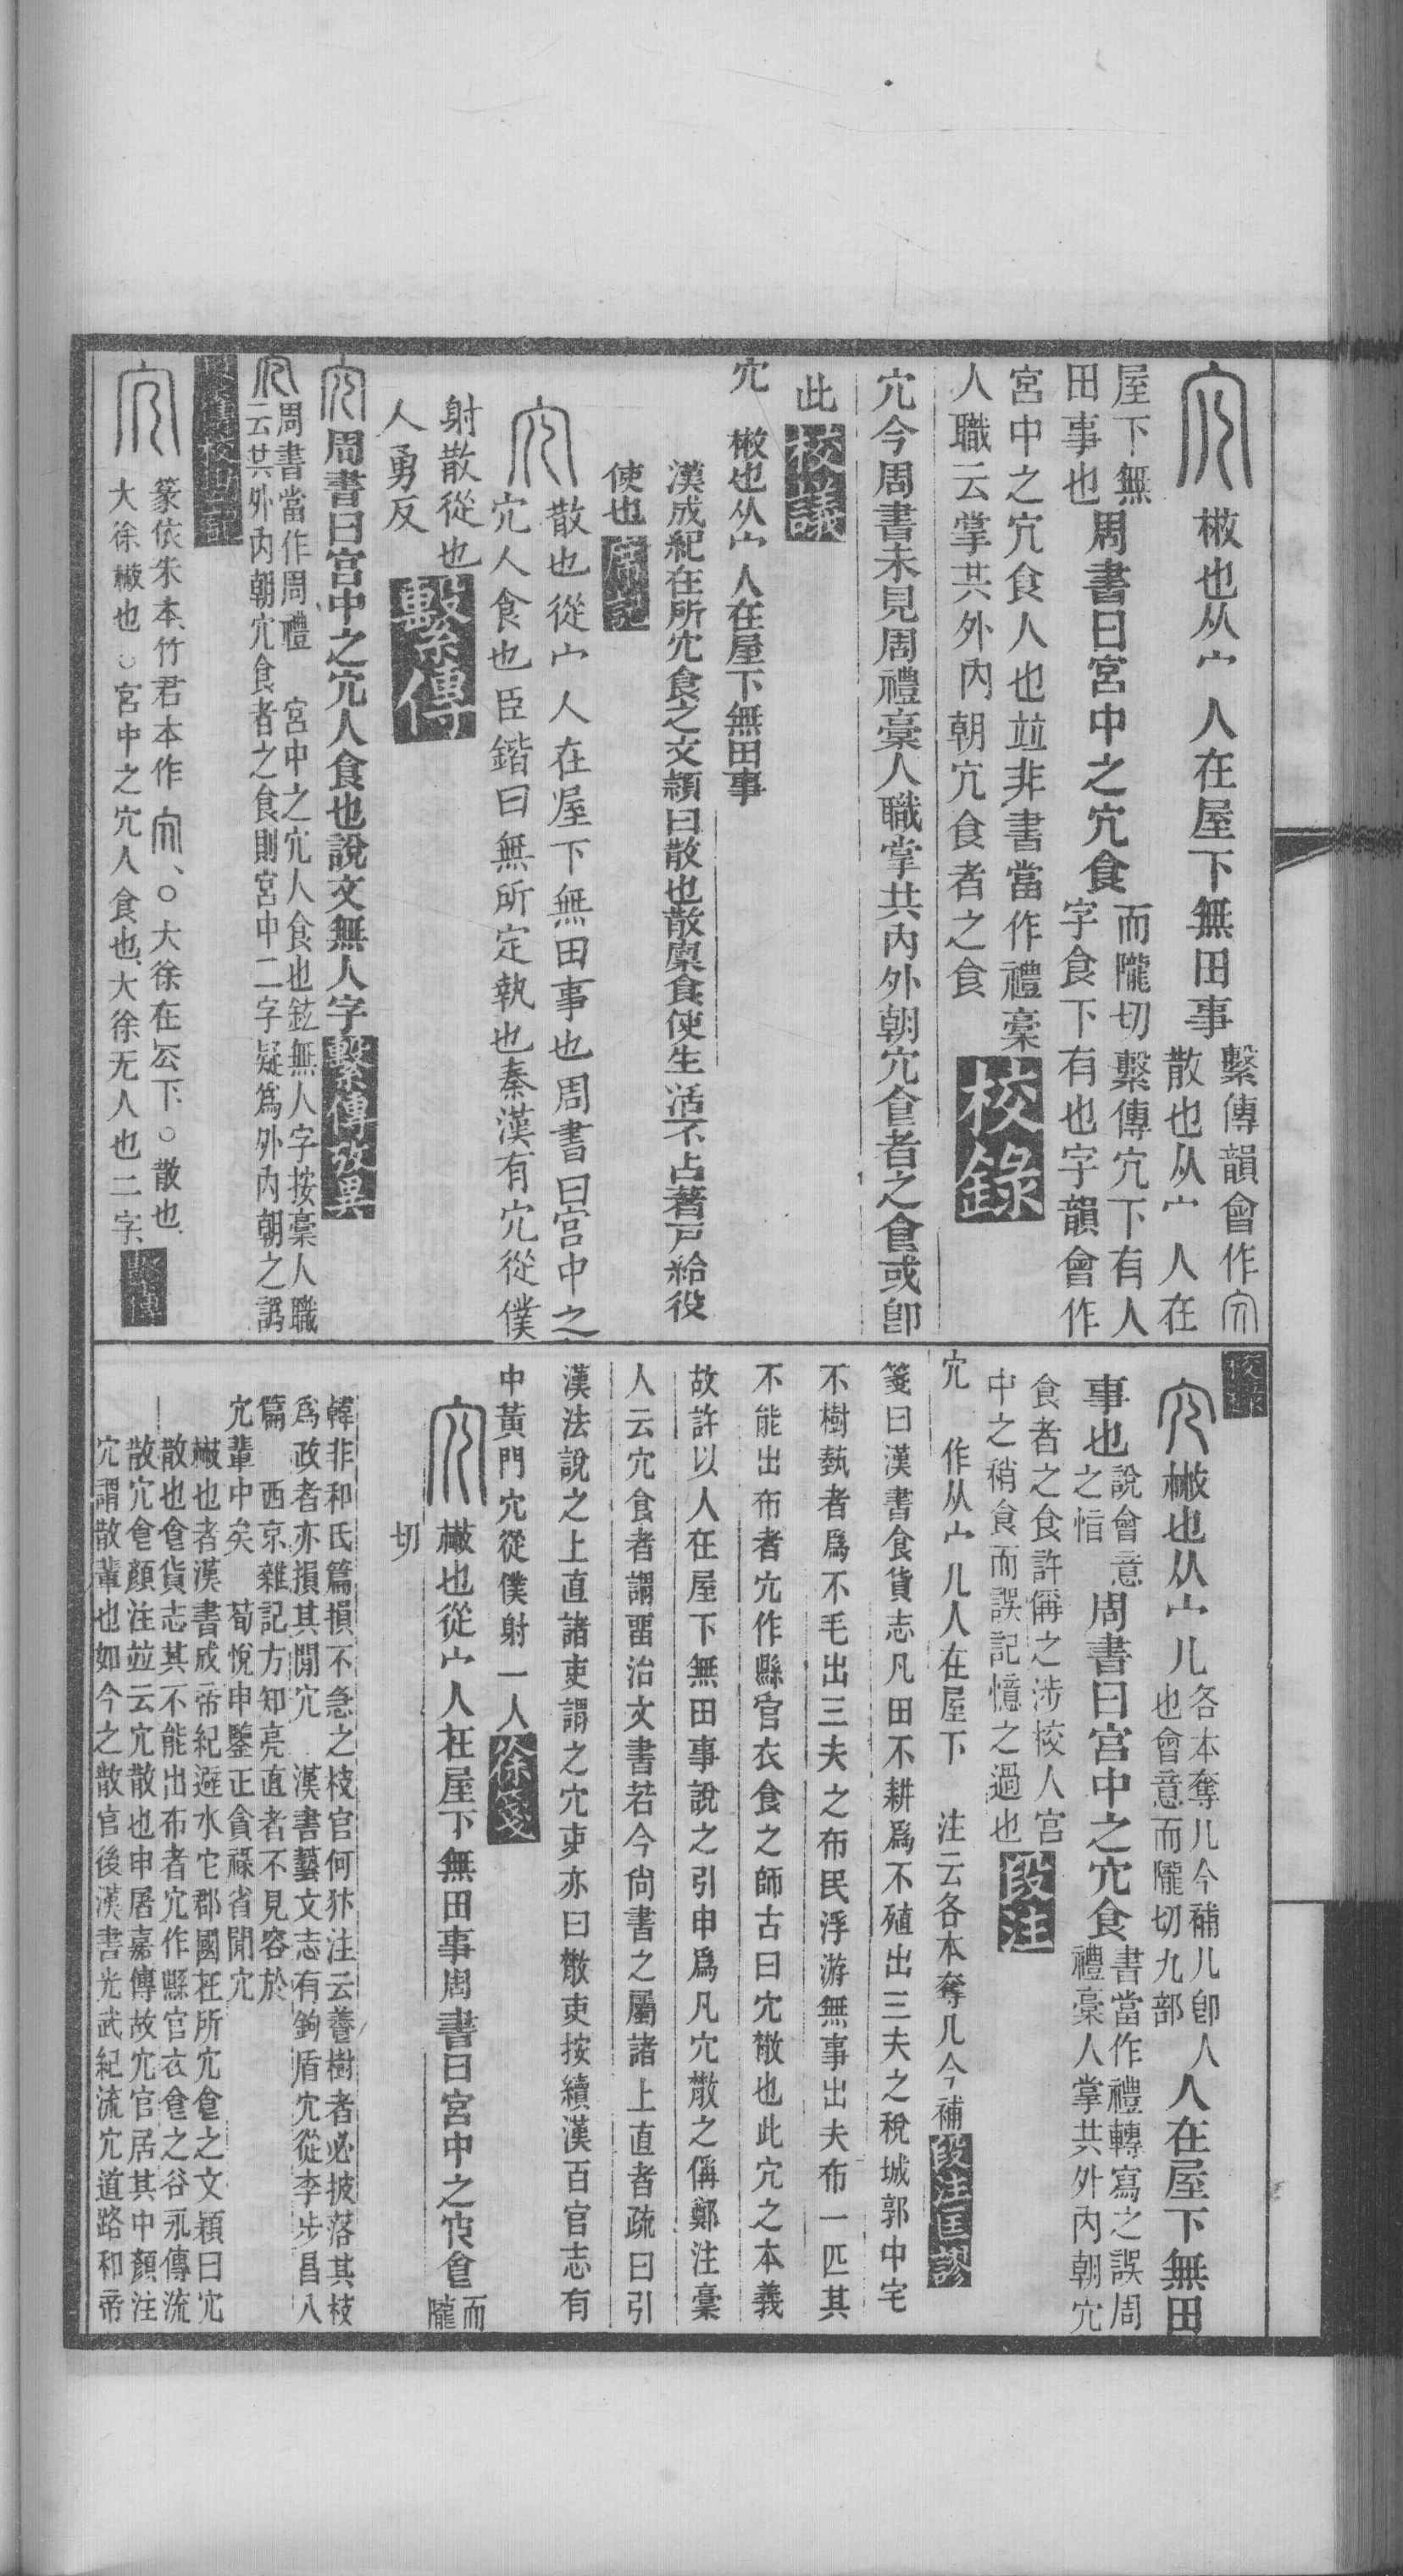 㮇也从宀人在屋下無田事
繫傳韻會作
散也从宀人在
屋下無
田事也
周書曰宮中之宂食
而隴切繫傳宂下有人
字食下有也字韻會作
宮中之宂食人也並非書當作禮槀
人職云掌共外內朝宂食者之食
校錄
宂今周書未見周禮槀人職掌共內外朝宂食者之食或卽
此
校議
宂
㮇也从宀人在屋下無田事
漢成紀在所宂食之文穎曰散也散廩食使生活不占著戸給役
使也
散也從宀人在屋下無田事也周書曰宮中之
宂人食也臣鍇曰無所定執也秦漢有宂從僕
射散從也
人勇反
繫傳
周書曰宮中之宂人食也說文無人字
繫傳攷異
周書當作周禮 宮中之宂人食也鉉無人字按槀人職
云共外內朝宂食者之食則宮中二字疑爲外內朝之譌
篆依朱本竹君本作
大徐在下散也
大徐㮇也宮中之宂人食也大徐无人也二字
㮇也从宀儿
各本奪儿今補儿卽人
也會意而隴切九部
人在屋下無田
事也
說會意
之恉
周書曰宮中之宂食
書當作禮轉寫之誤周
禮槀人掌共外內朝宂
食者之食許偁之涉校人宮
中之稍食而誤記憶之過也
段注
宂
作从宀儿人在屋下
注云各本奪儿今補
段注匡謬
箋曰漢書食貨志凡田不耕爲不殖出三夫之稅城郭中宅
不樹蓺者爲不毛出三夫之布民浮游無事出夫布一匹其
不能出布者宂作縣官衣食之師古曰宂散也此宂之本義
故許以人在屋下無田事說之引申爲凡宂散之偁鄭注槀
人云宂食者謂畱治文書若今尙書之屬諸上直者疏曰引
漢法說之上直諸吏謂之宂吏亦曰散吏按續漢百官志有
中黃門宂從僕射一人
徐箋
㮇也從宀人在屋下無田事周書曰宮中之宂食
而隴
切
韓非和氏篇損不急之枝官何犿注云養樹者必披落其枝
爲政者亦損其閒宂 漢書藝文志有鉤盾宂從李步昌八
篇 西京雜記方知亮直者不見容於
宂輩中矣 荀悅申鑒正貪祿省閒宂
㮇也者漢書成帝紀避水它郡國在所宂食之文穎曰宂
散也食貨志其不能出布者宂作縣官衣食之谷永傳流
散宂食顏注竝云宂散也申屠嘉傳故宂官居其中顏注
宂謂散輩也如今之散官後漢書光武紀流宂道路和帝